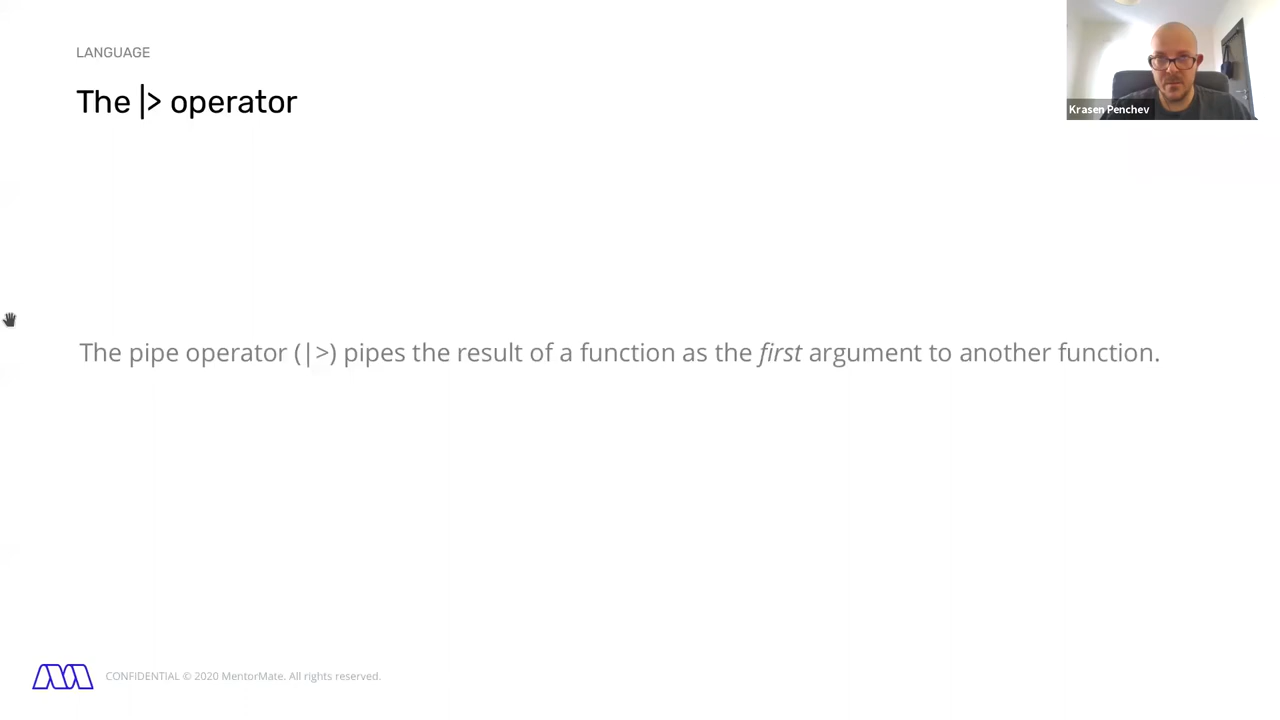 LANGUAGE
The |> operator
Krasen Penchev
The pipe operator (|>) pipes the result of a function as the first argument to another function.
CONFIDENTIAL © 2020 MentorMate. All rights reserved.